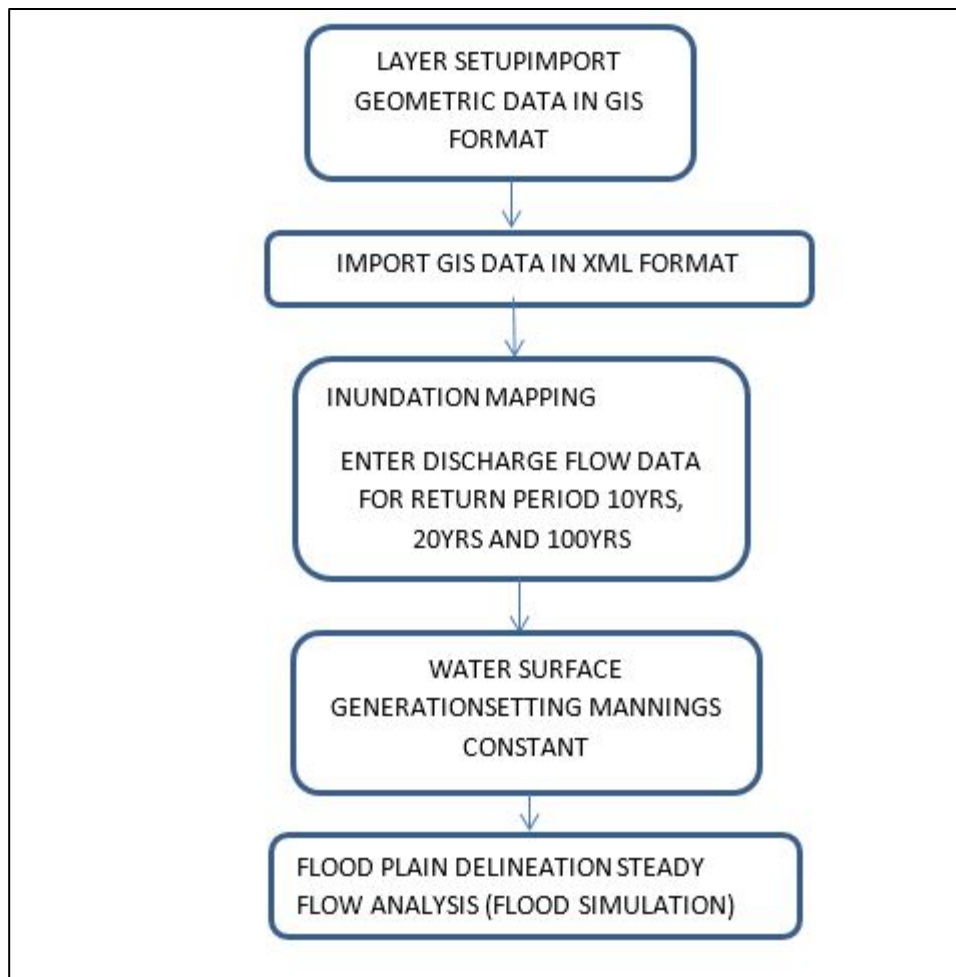 LAYER SETUPIMPORT
GEOMETRIC DATA IN GIS
FORMAT
IMPORT GIS DATA IN XML FORMAT
INUNDATION MAPPING
ENTER DISCHARGE FLOW DATA
FOR RETURN PERIOD 10YRS,
20YRS AND 100YRS
WATER SURFACE
GENERATIONSETTING MANNINGS
CONSTANT
FLOOD PLAIN DELINEATION STEADY
FLOW ANALYSIS (FLOOD SIMULATION)